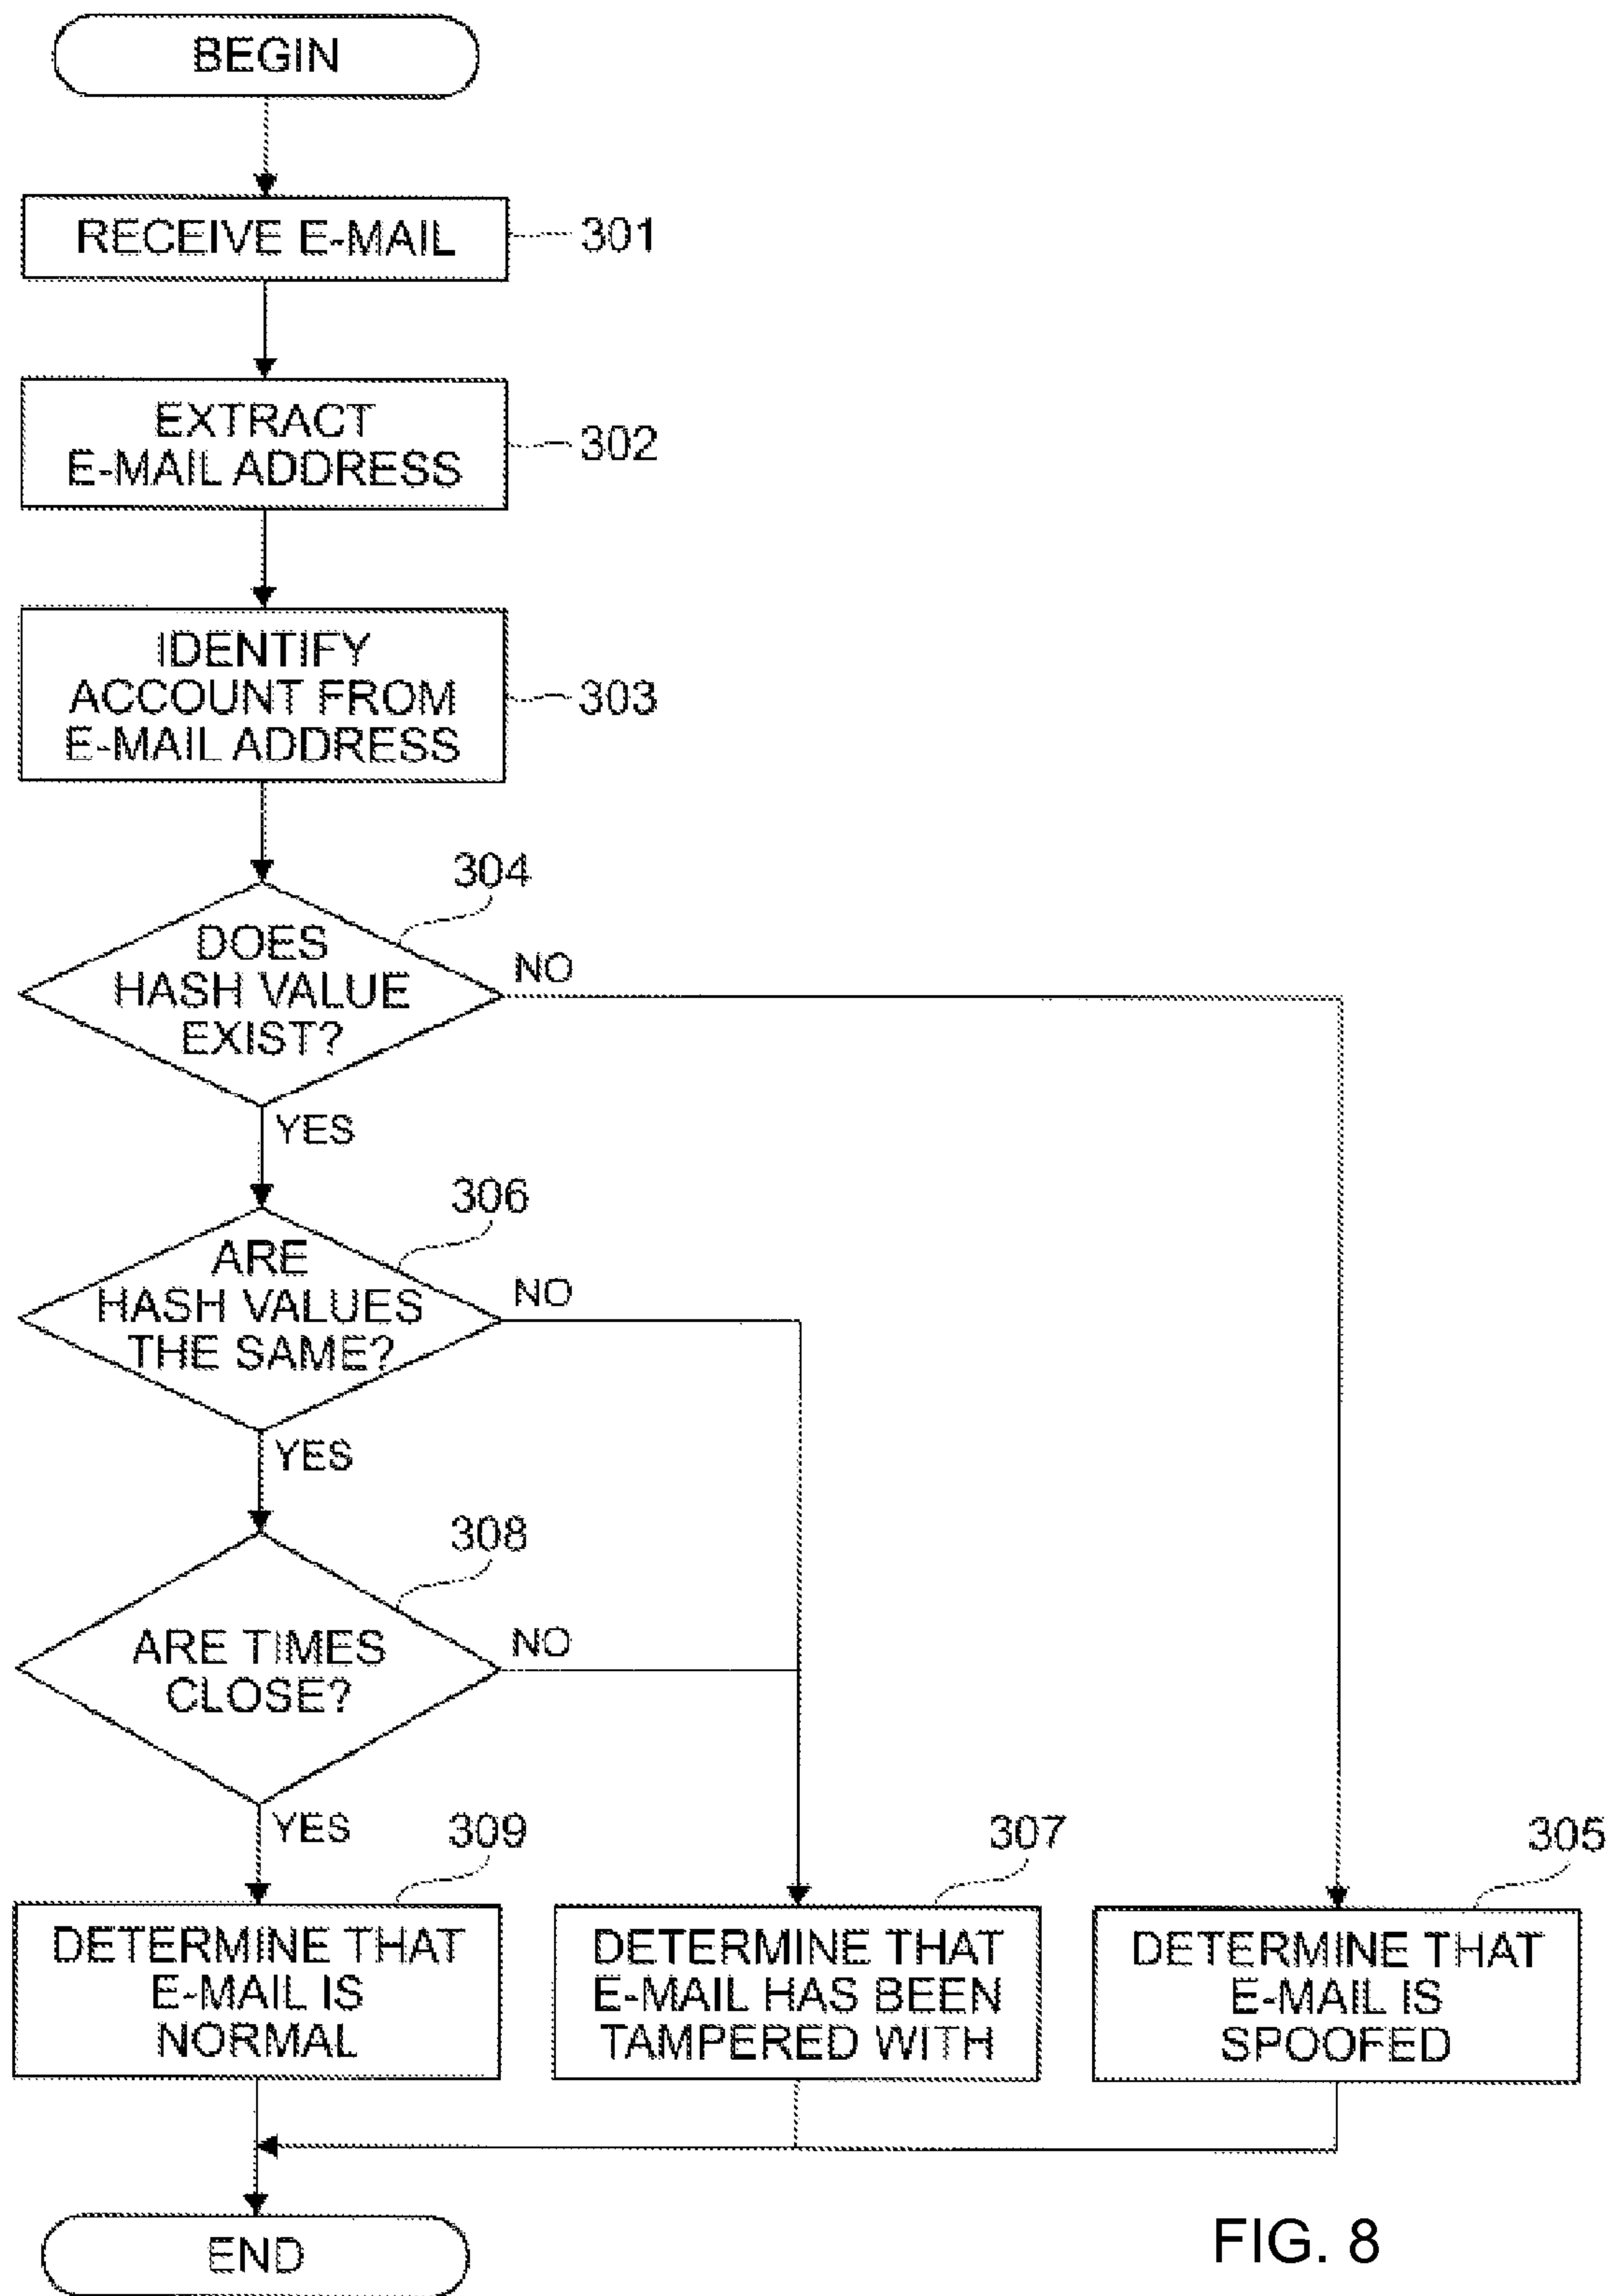 BEGIN
RECEIVE E-MAIL
301
EXTRACT
E-MAIL ADDRESS
302
IDENTIFY
ACCOUNT FROM
E-MAIL ADDRESS
303
304
DOES
HASH VALUE
EXIST?
NO
YES
306
ARE
HASH VALUES
THE SAME?
NO
YES
308
ARE TIMES
CLOSE?
NO
YES
309
DETERMINE THAT
E-MAIL IS
NORMAL
307
DETERMINE THAT
E-MAIL HAS BEEN
TAMPERED WITH
305
DETERMINE THAT
E-MAIL IS
SPOOFED
END
FIG. 8